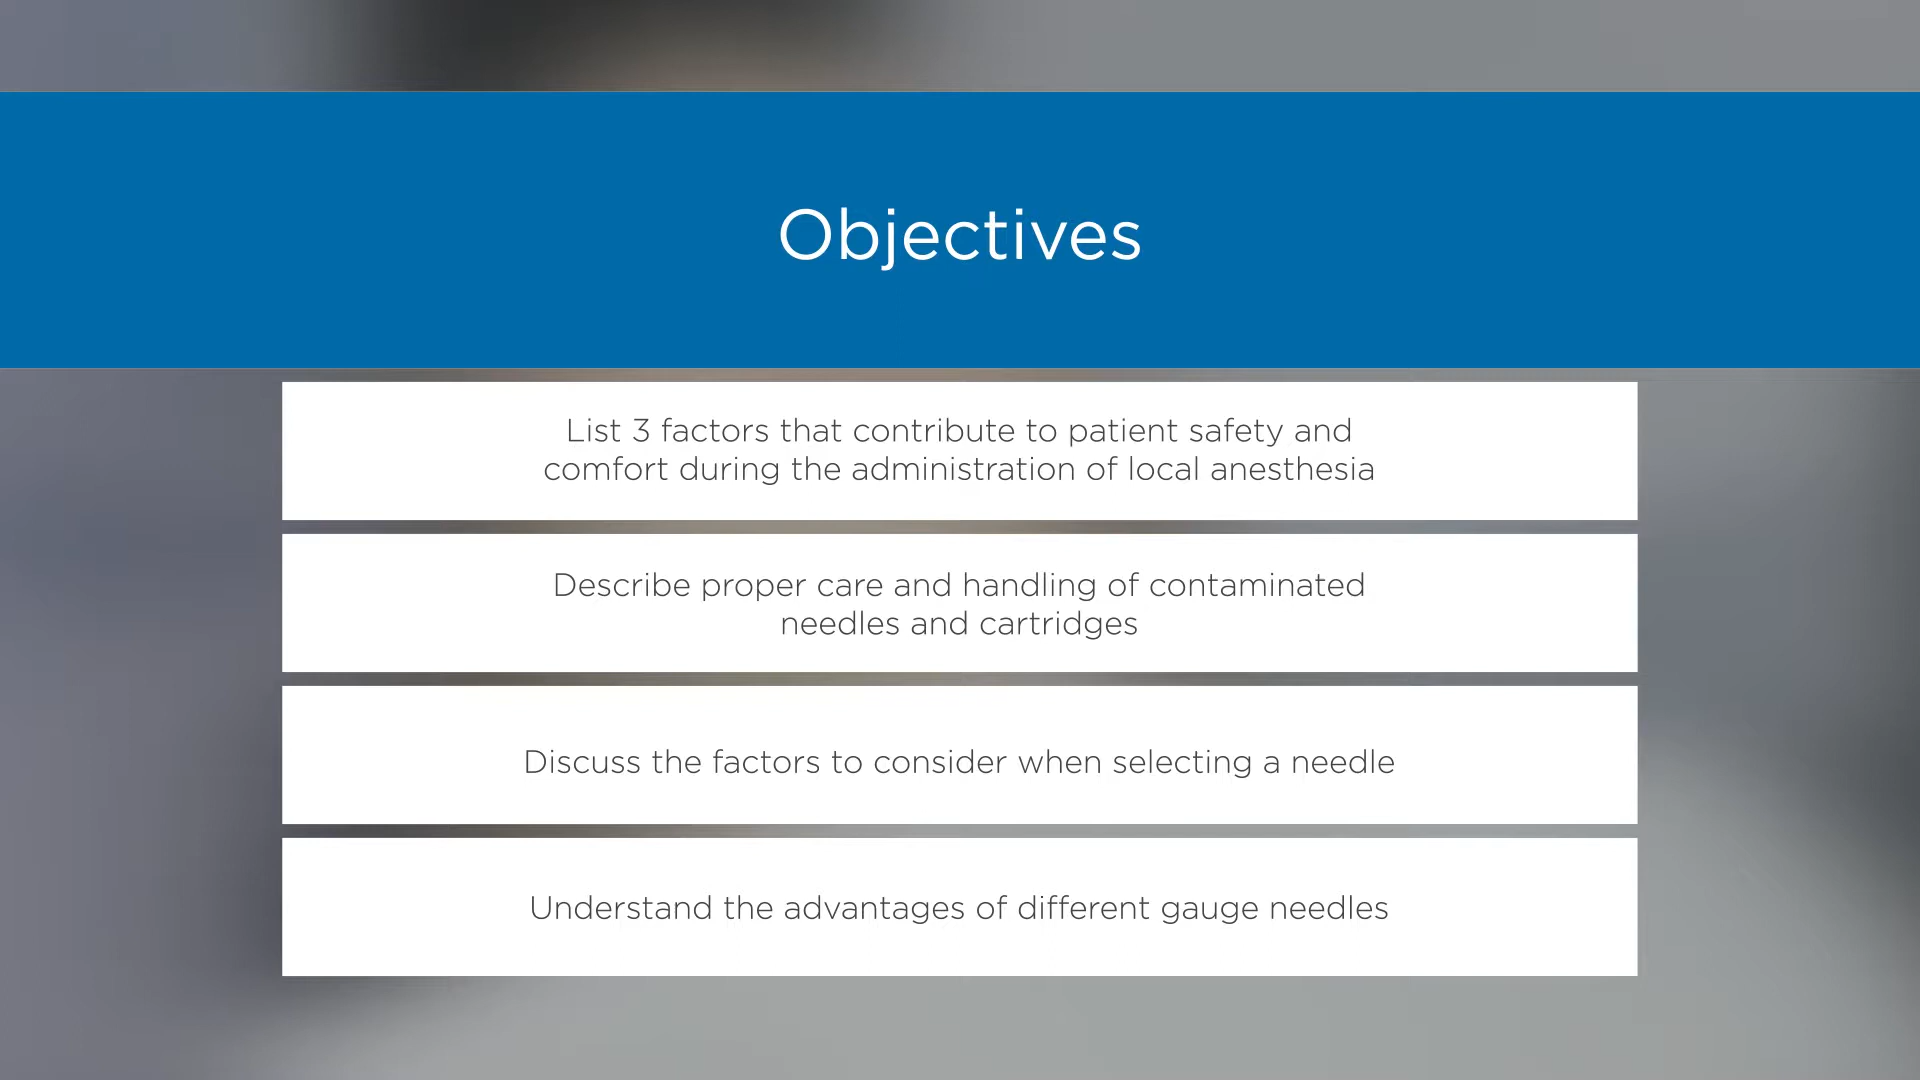 Objectives
List 3 factors that contribute to patient safety and
comfort during the administration of local anesthesia
Describe proper care and handling of contaminated
needles and cartridges
Discuss the factors to consider when selecting a needle
Understand the advantages of different gauge needles